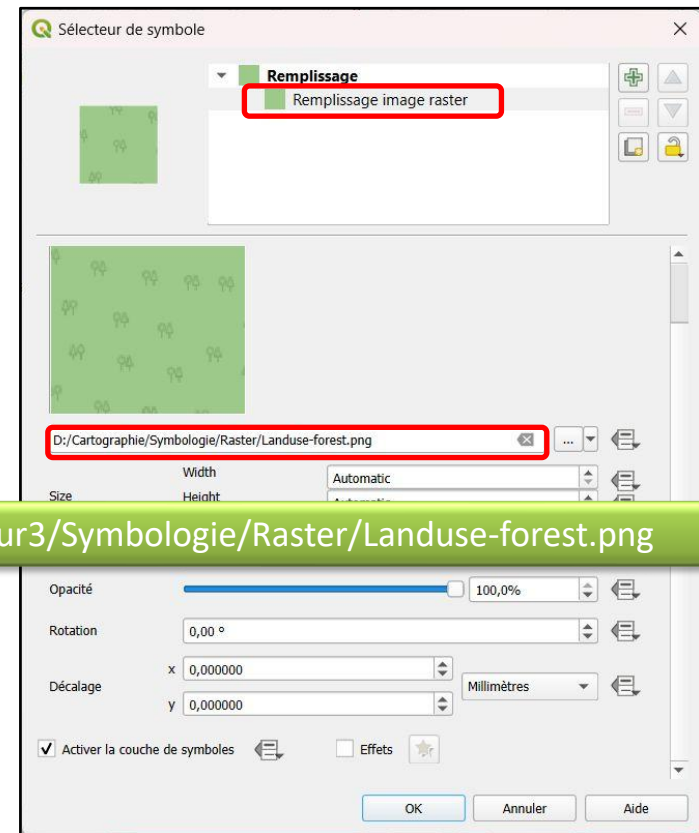 Sélecteur de symbole
Remplissage
Remplissage image raster
D:/Cartographie/Symbologie/Raster/Landuse-forest.png
...
Width
Automatic
Size
Height
ur3/Symbologie/Raster/Landuse-forest.png
Opacité
100,0%
Rotation
0,00 °
Décalage
x
0,000000
Millimètres
y
0,000000
Activer la couche de symboles
Effets
OK
Annuler
Aide